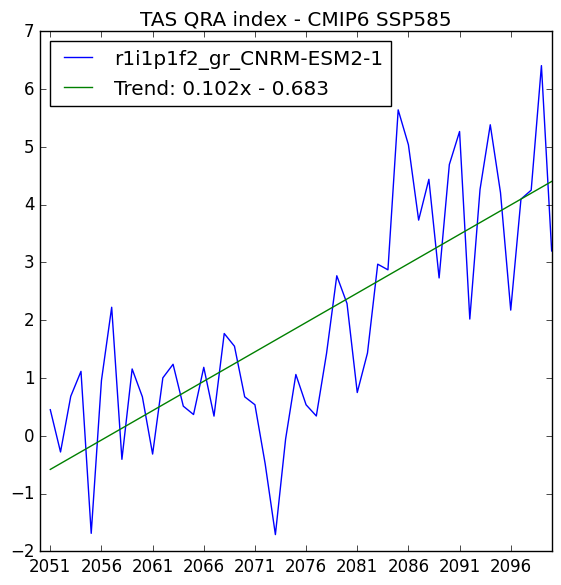 TAS QRA index - CMIP6 SSP585
r1i1p1f2_gr_CNRM-ESM2-1
Trend: 0.102x - 0.683
7
6
5
4
3
2
1
0
−1
−2
2051 2056 2061 2066 2071 2076 2081 2086 2091 2096